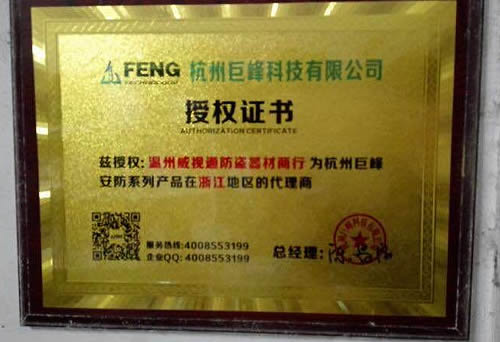 FENG 杭州巨峰科技有限公司
TECHNOLOGY
授权证书
AUTHORIZATION CERTIFICATE
兹授权：温州威视通防盗器材商行 为杭州巨峰
安防系列产品在 浙江 地区的代理商
服务热线：4008553199
企业QQ：4008553199
总经理：